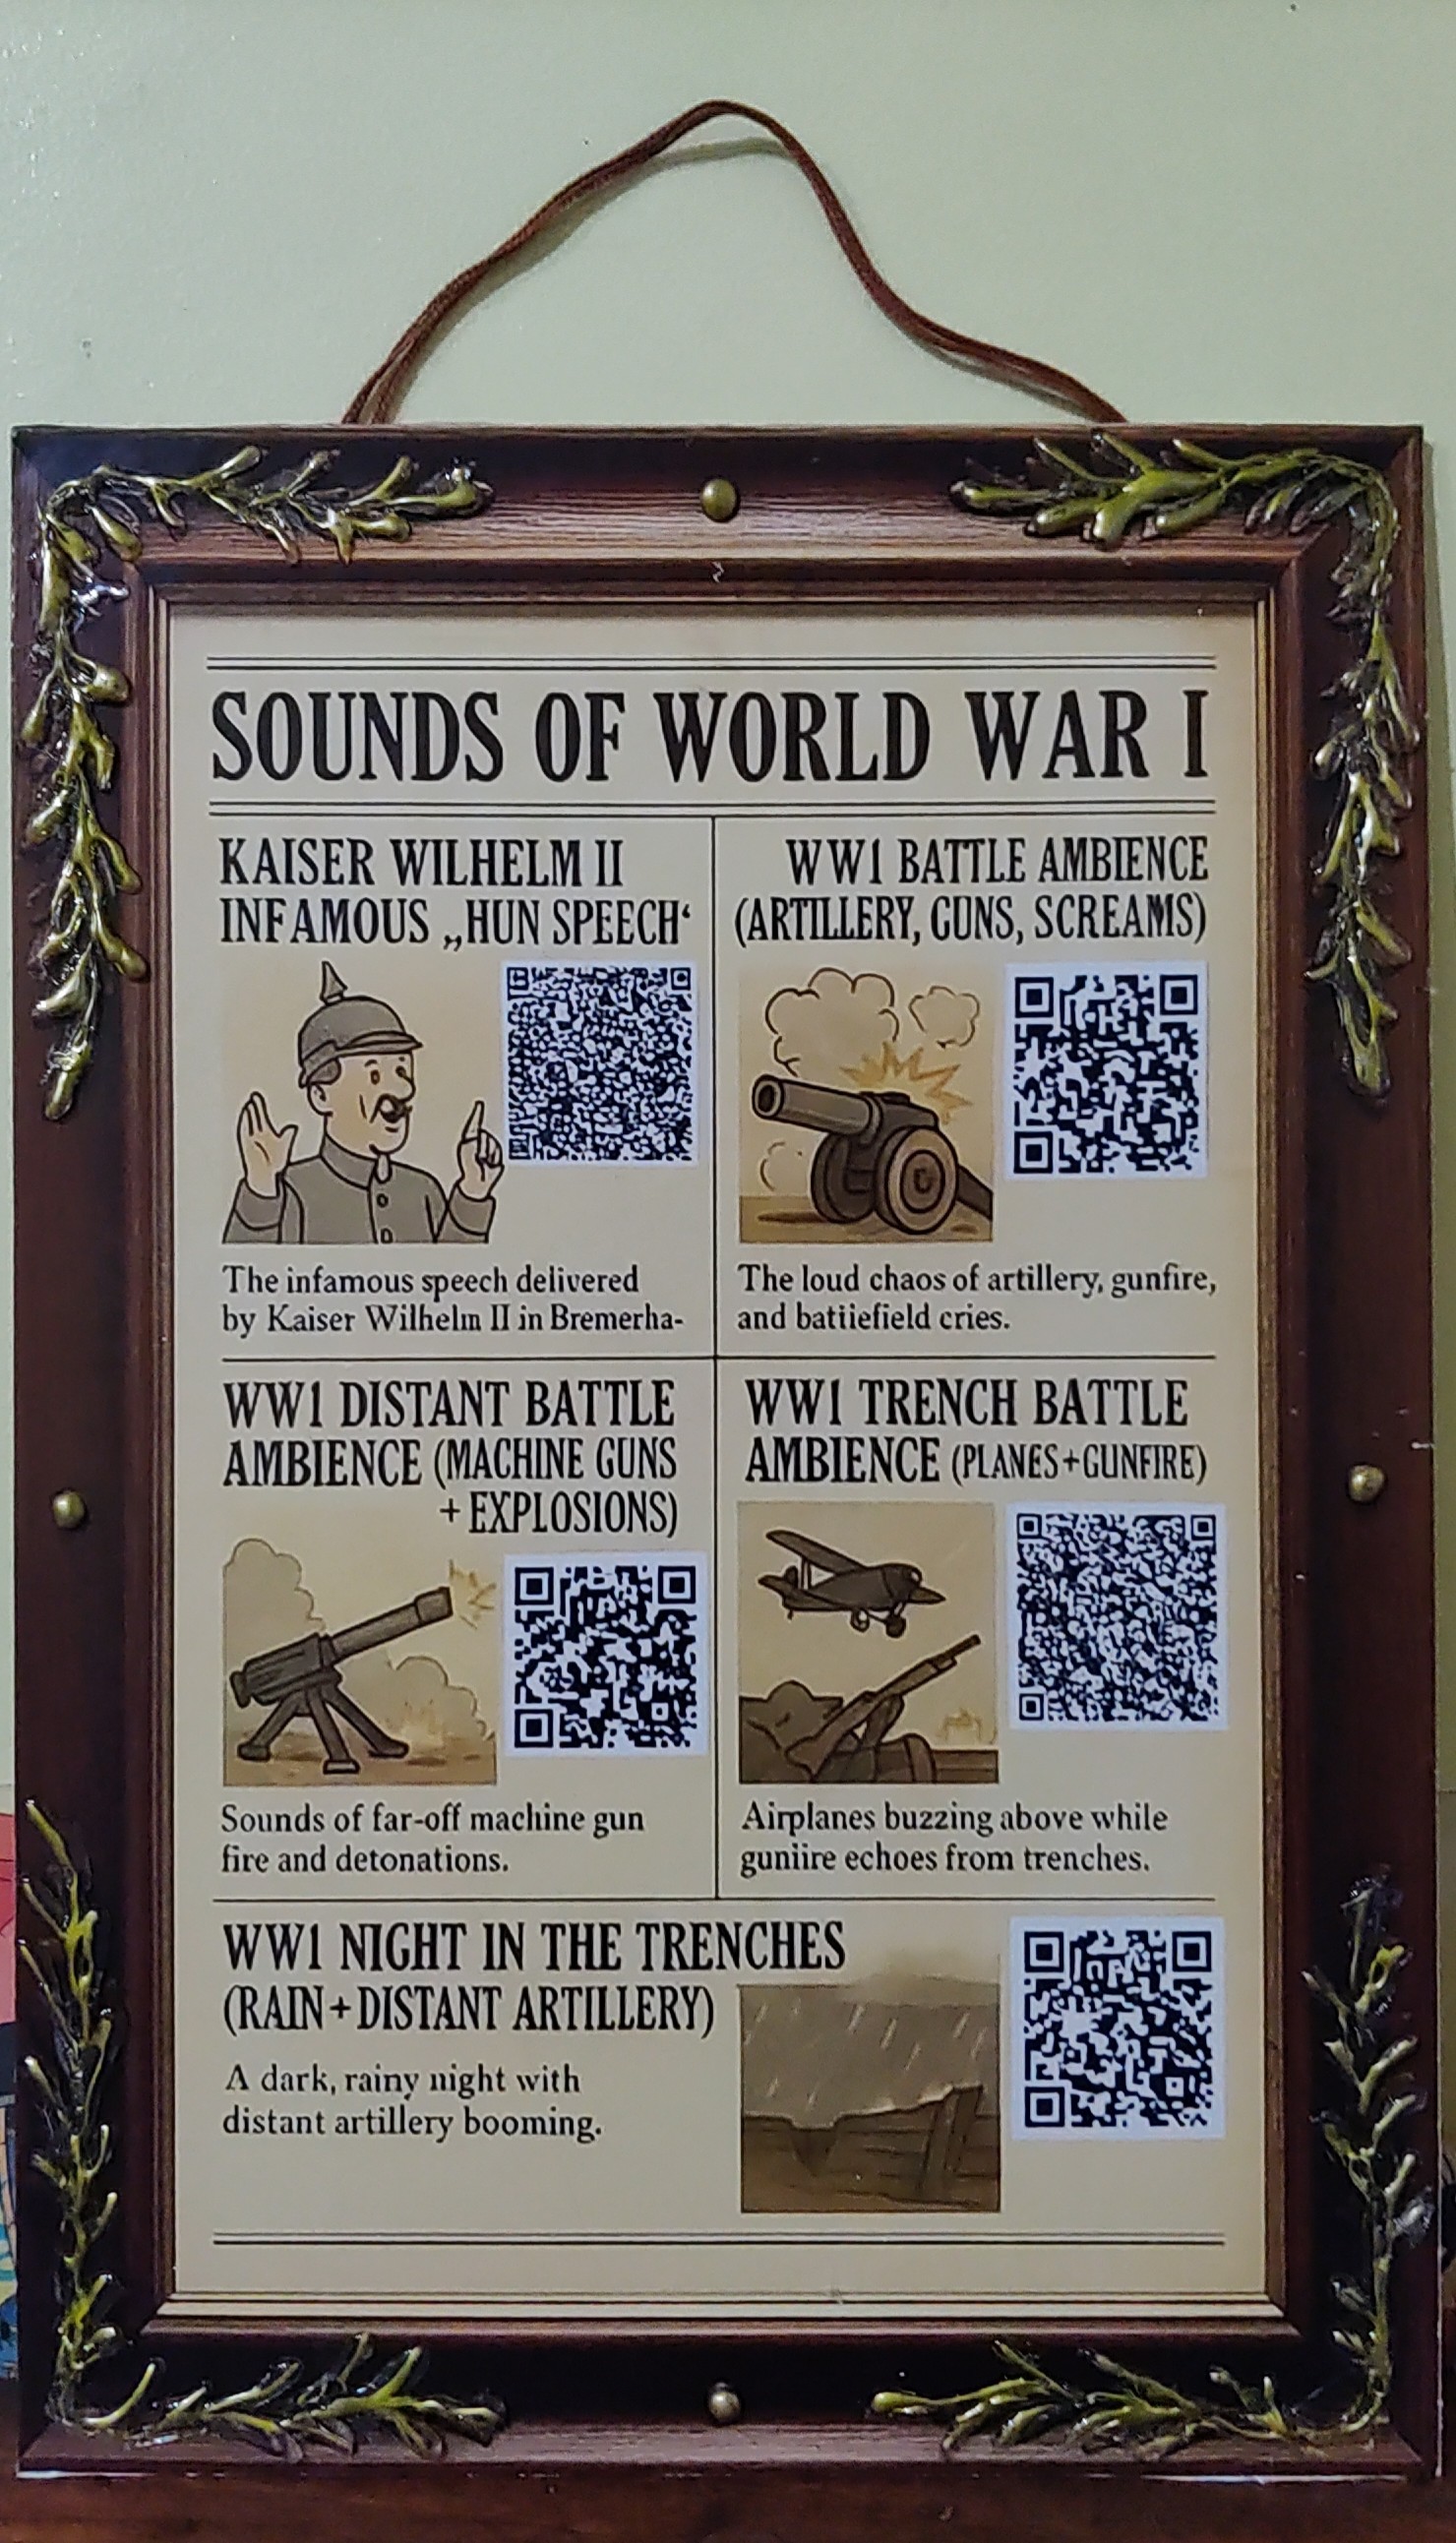 SOUNDS OF WORLD WAR I
KAISER WILHELM II
INFAMOUS „HUN SPEECH‘
The infamous speech delivered
by Kaiser Wilhelm II in Bremerha-
WW1 BATTLE AMBIENCE
(ARTILLERY, GUNS, SCREAMS)
The loud chaos of artillery, gunfire,
and battiefield cries.
WW1 DISTANT BATTLE
AMBIENCE (MACHINE GUNS
+ EXPLOSIONS)
Sounds of far-off machine gun
fire and detonations.
WW1 TRENCH BATTLE
AMBIENCE (PLANES+GUNFIRE)
Airplanes buzzing above while
guniire echoes from trenches.
WW1 NIGHT IN THE TRENCHES
(RAIN+DISTANT ARTILLERY)
A dark, rainy night with
distant artillery booming.